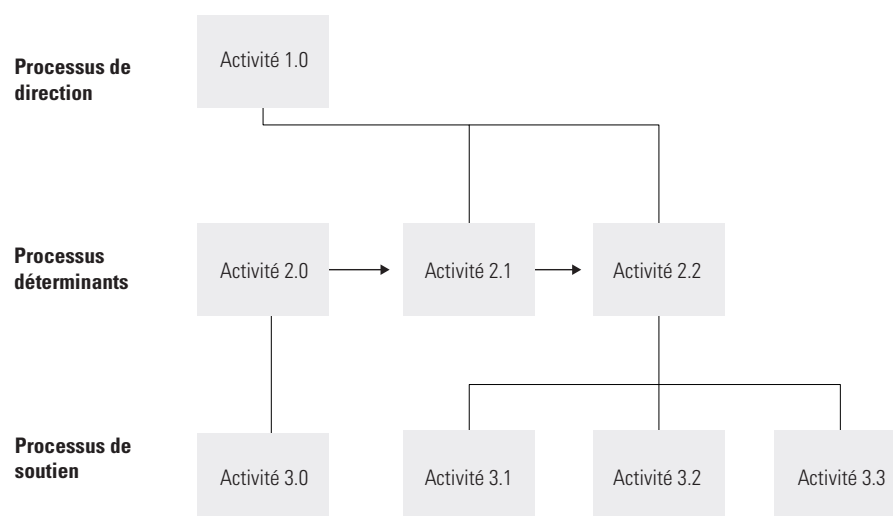 Processus de
direction
Activité 1.0
Processus
déterminants
Activité 2.0
Activité 2.1
Activité 2.2
Processus de
soutien
Activité 3.0
Activité 3.1
Activité 3.2
Activité 3.3